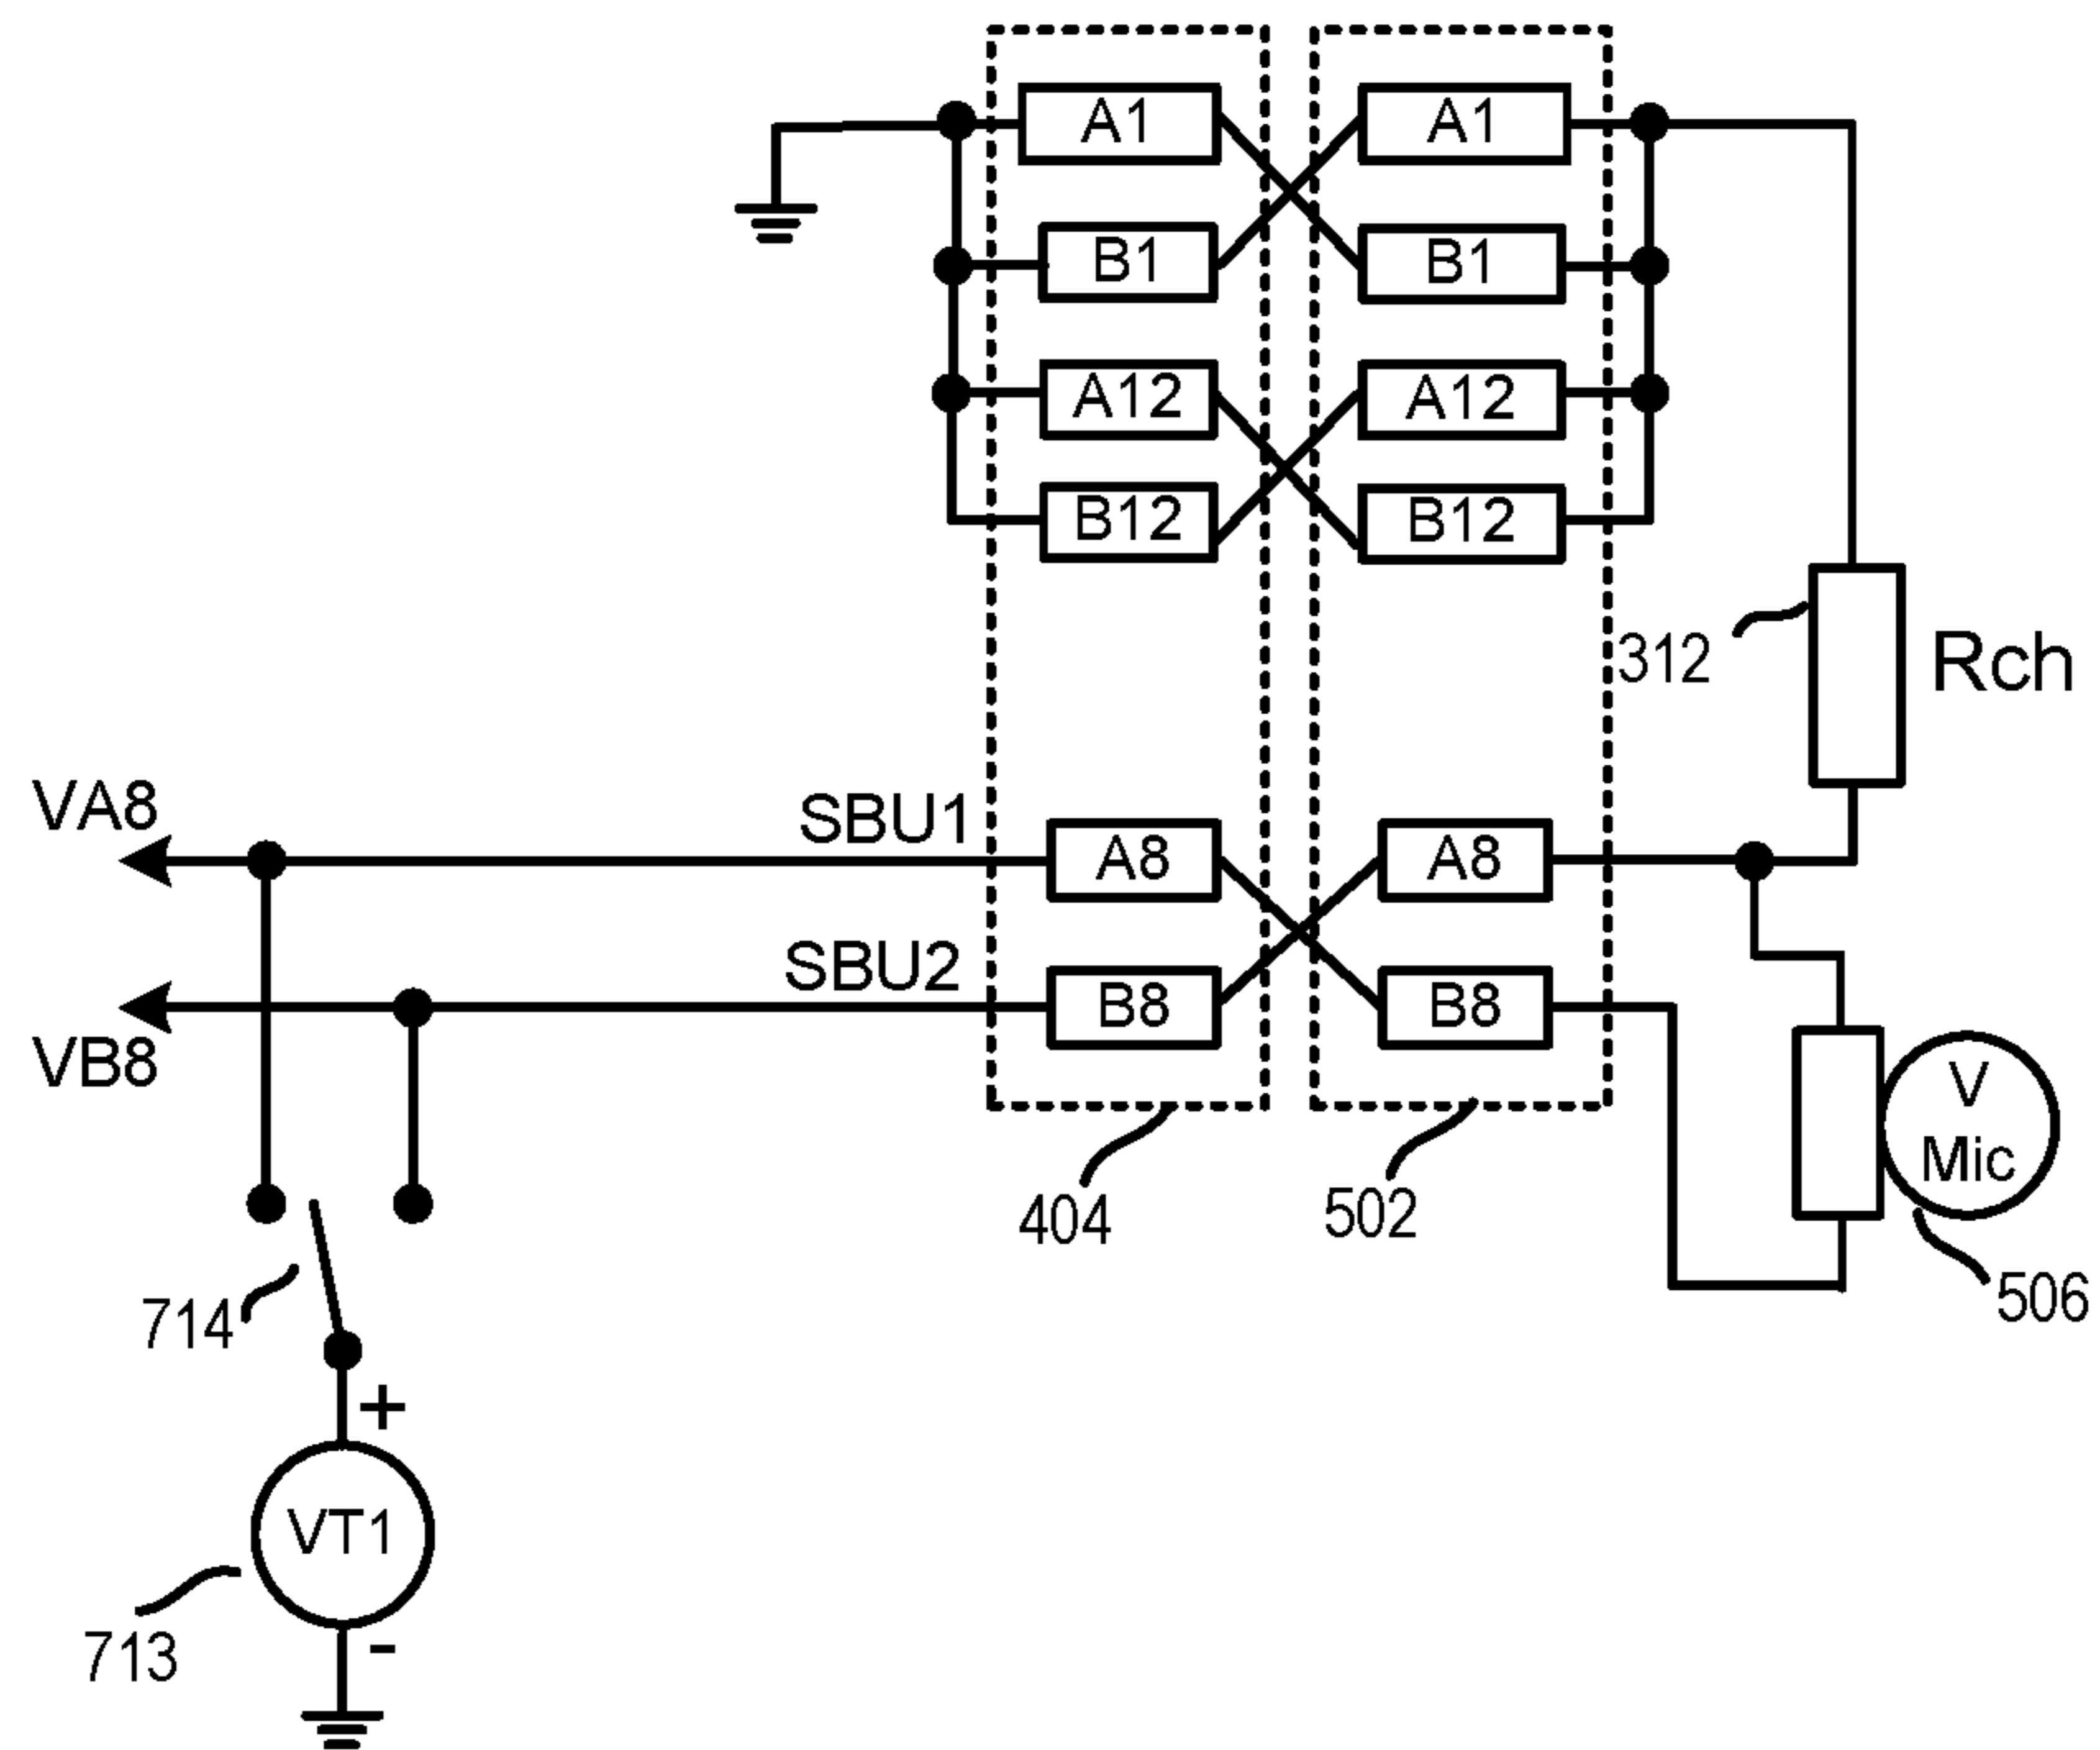 A1 A1
B1 B1
A12 A12
B12 B12
312 Rch
VA8 SBU1 A8 A8
SBU2 B8 B8
VB8
V
Mic
404 502
506
714
+
VT1
713 -